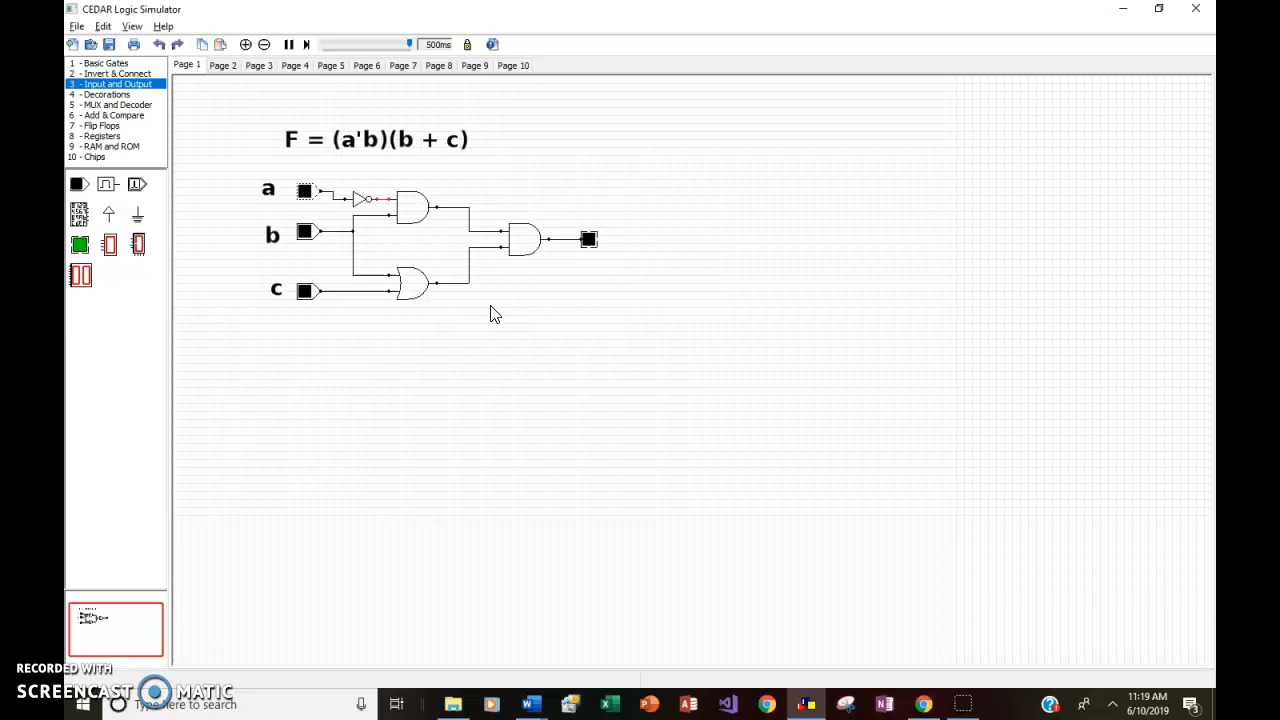 CEDAR Logic Simulator
File Edit View Help
500ms
1 - Basic Gates
2 - Invert & Connect
3 - Input and Output
4 - Decorations
5 - MUX and Decoder
6 - Add & Compare
7 - Flip Flops
8 - Registers
9 - RAM and ROM
10 - Chips
Page 1 Page 2 Page 3 Page 4 Page 5 Page 6 Page 7 Page 8 Page 9 Page 10
F = (a'b)(b + c)
a
b
c
RECORDED WITH
SCREENCAST MATIC
Type here to search
11:19 AM
6/10/2019
3